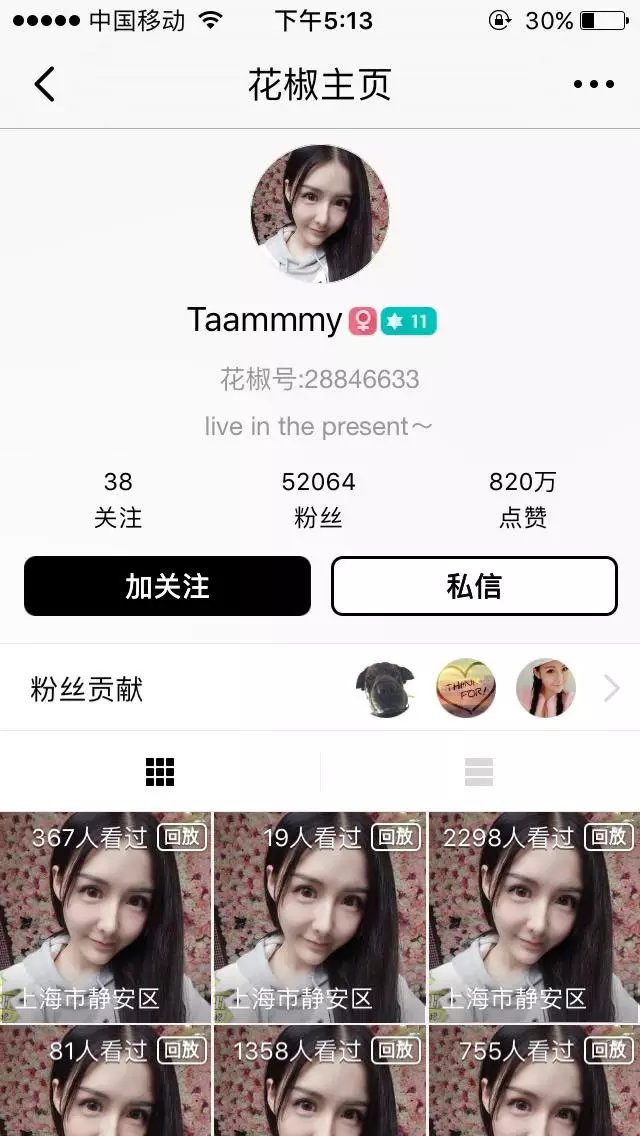 中国移动 下午5:13 30%
花椒主页
Taammmy 11
花椒号:28846633
live in the present～
38 52064 820万
关注 粉丝 点赞
加关注 私信
粉丝贡献
THANK
FOR!
367人看过 回放 19人看过 回放 2298人看过 回放
上海市静安区 上海市静安区 上海市静安区
81人看过 回放 1358人看过 回放 755人看过 回放